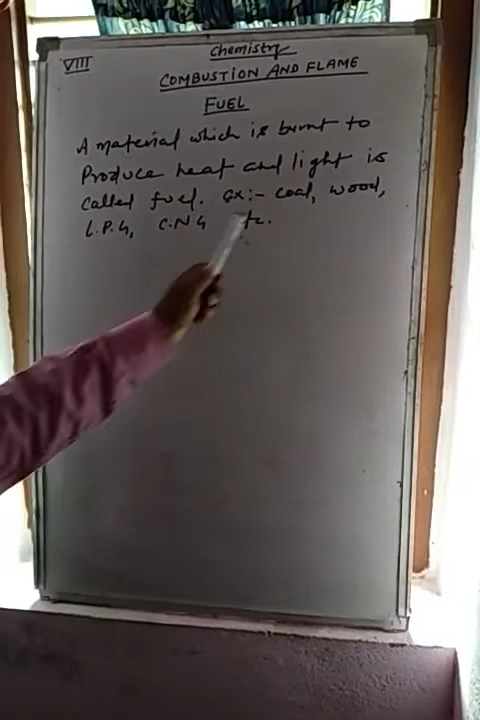 VIII
Chemistry
COMBUSTION AND FLAME
FUEL
A material which is burnt to
Produce heat and light is
called fuel. ex:- coal, wood,
L.P.G, C.N.G etc.